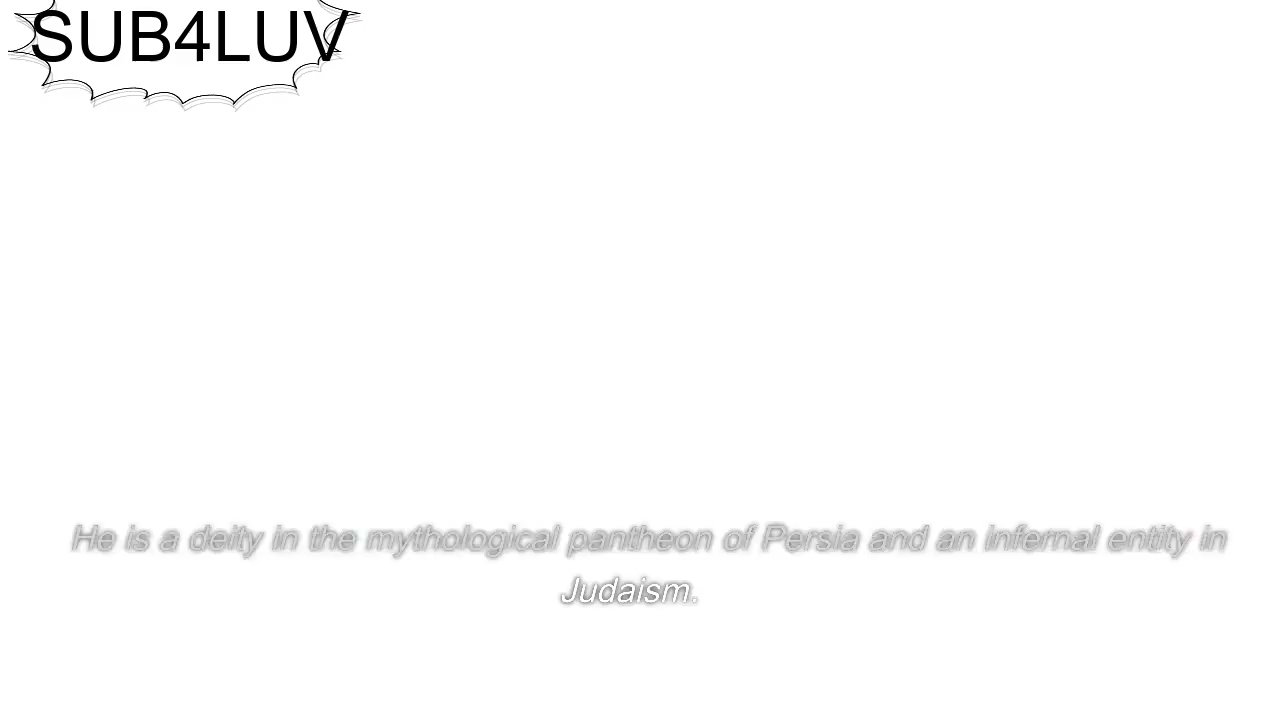 SUB4LUV
He is a deity in the mythological pantheon of Persia and an infernal entity in
Judaism.